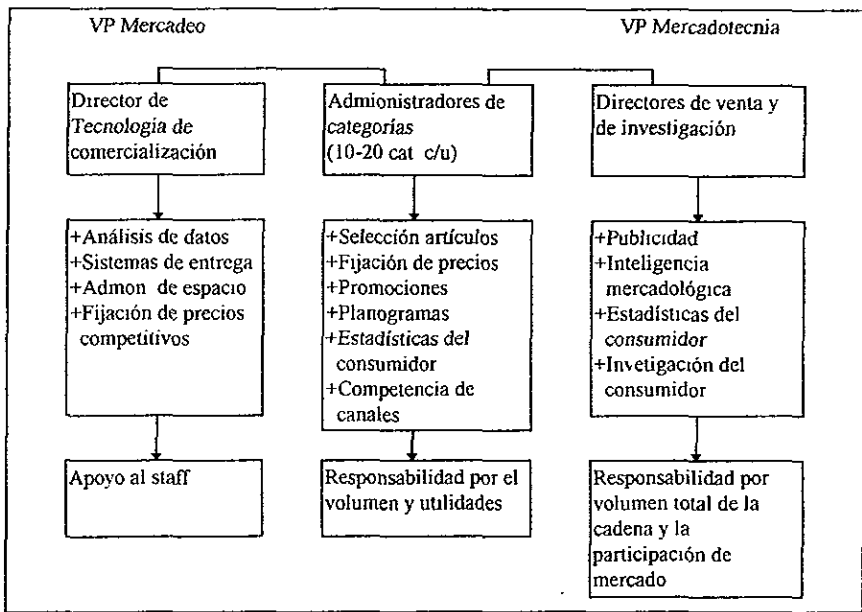 VP Mercadeo
VP Mercadotecnia
Director de
Tecnología de
comercialización
Admionistradores de
categorías
(10-20 cat c/u)
Directores de venta y
de investigación
+Análisis de datos
+Sistemas de entrega
+Admon de espacio
+Fijación de precios
competitivos
+Selección artículos
+Fijación de precios
+Promociones
+Planogramas
+Estadísticas del
consumidor
+Competencia de
canales
+Publicidad
+Inteligencia
mercadológica
+Estadísticas del
consumidor
+Invetigación del
consumidor
Apoyo al staff
Responsabilidad por el
volumen y utilidades
Responsabilidad por
volumen total de la
cadena y la
participación de
mercado